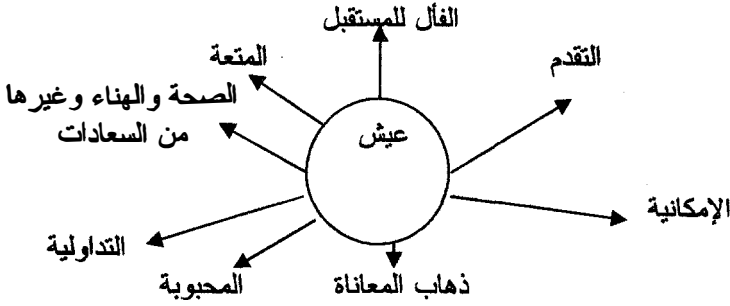 الفأل للمستقبل
المتعة
التقدم
الصحة والهناء وغيرها
من السعادات
عيش
الإمكانية
التداولية
المحبوبة
ذهاب المعاناة